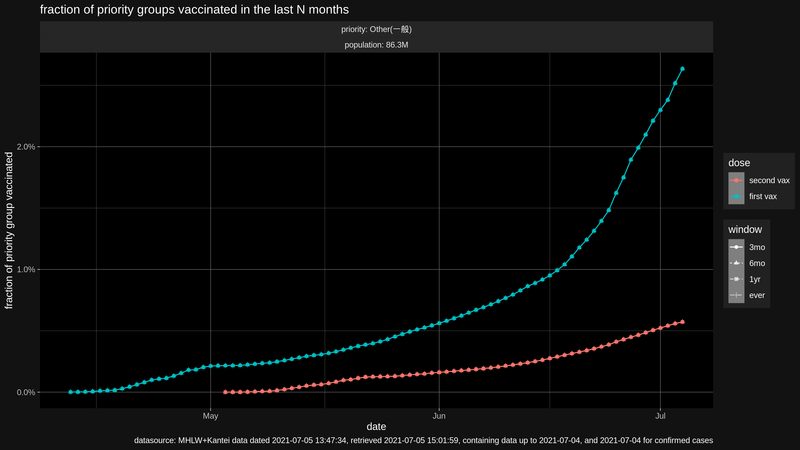 fraction of priority groups vaccinated in the last N months
priority: Other(一般)
population: 86.3M
fraction of priority group vaccinated
2.0%
1.0%
0.0%
May
Jun
Jul
date
dose
second vax
first vax
window
3mo
6mo
1yr
ever
datasource: MHLW+Kantei data dated 2021-07-05 13:47:34, retrieved 2021-07-05 15:01:59, containing data up to 2021-07-04, and 2021-07-04 for confirmed cases